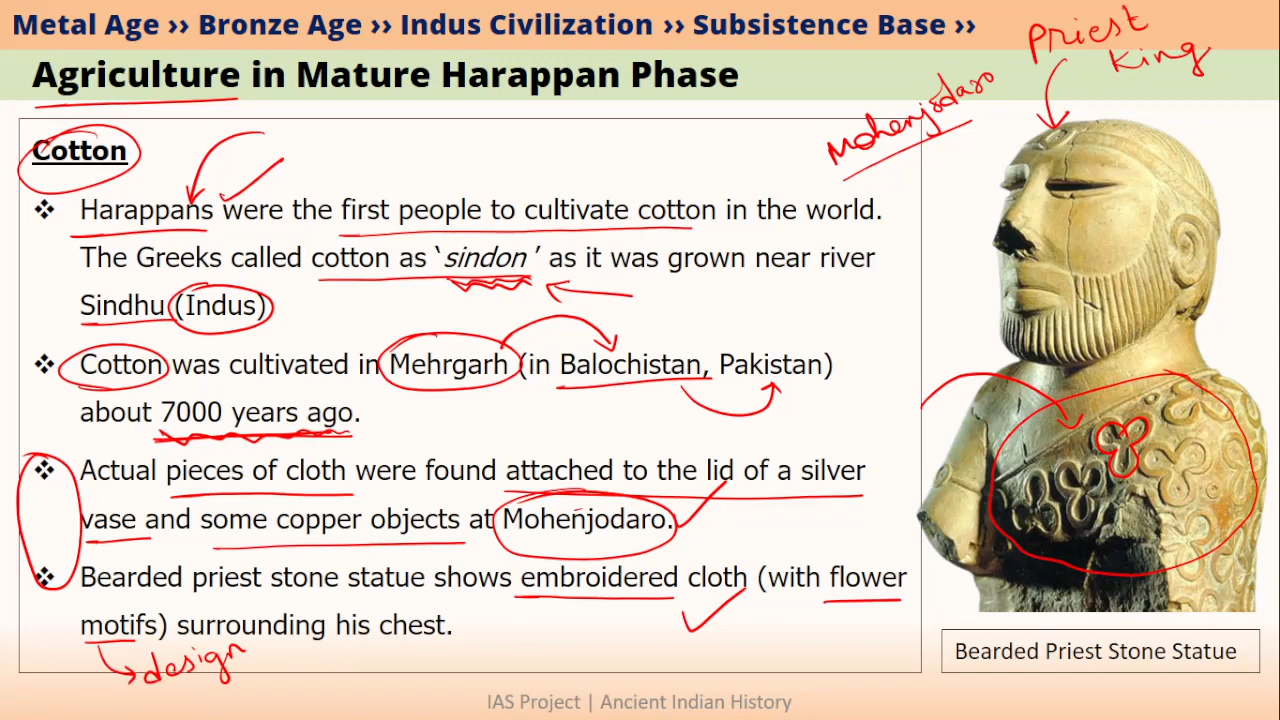 Metal Age ›› Bronze Age ›› Indus Civilization ›› Subsistence Base ››
Agriculture in Mature Harappan Phase
Priest
King
Mohenjodaro
Cotton
❖ Harappans were the first people to cultivate cotton in the world.
The Greeks called cotton as ‘sindon’ as it was grown near river
Sindhu (Indus)
❖ Cotton was cultivated in Mehrgarh (in Balochistan, Pakistan)
about 7000 years ago.
❖ Actual pieces of cloth were found attached to the lid of a silver
vase and some copper objects at Mohenjodaro.
❖ Bearded priest stone statue shows embroidered cloth (with flower
motifs) surrounding his chest.
design
Bearded Priest Stone Statue
IAS Project | Ancient Indian History